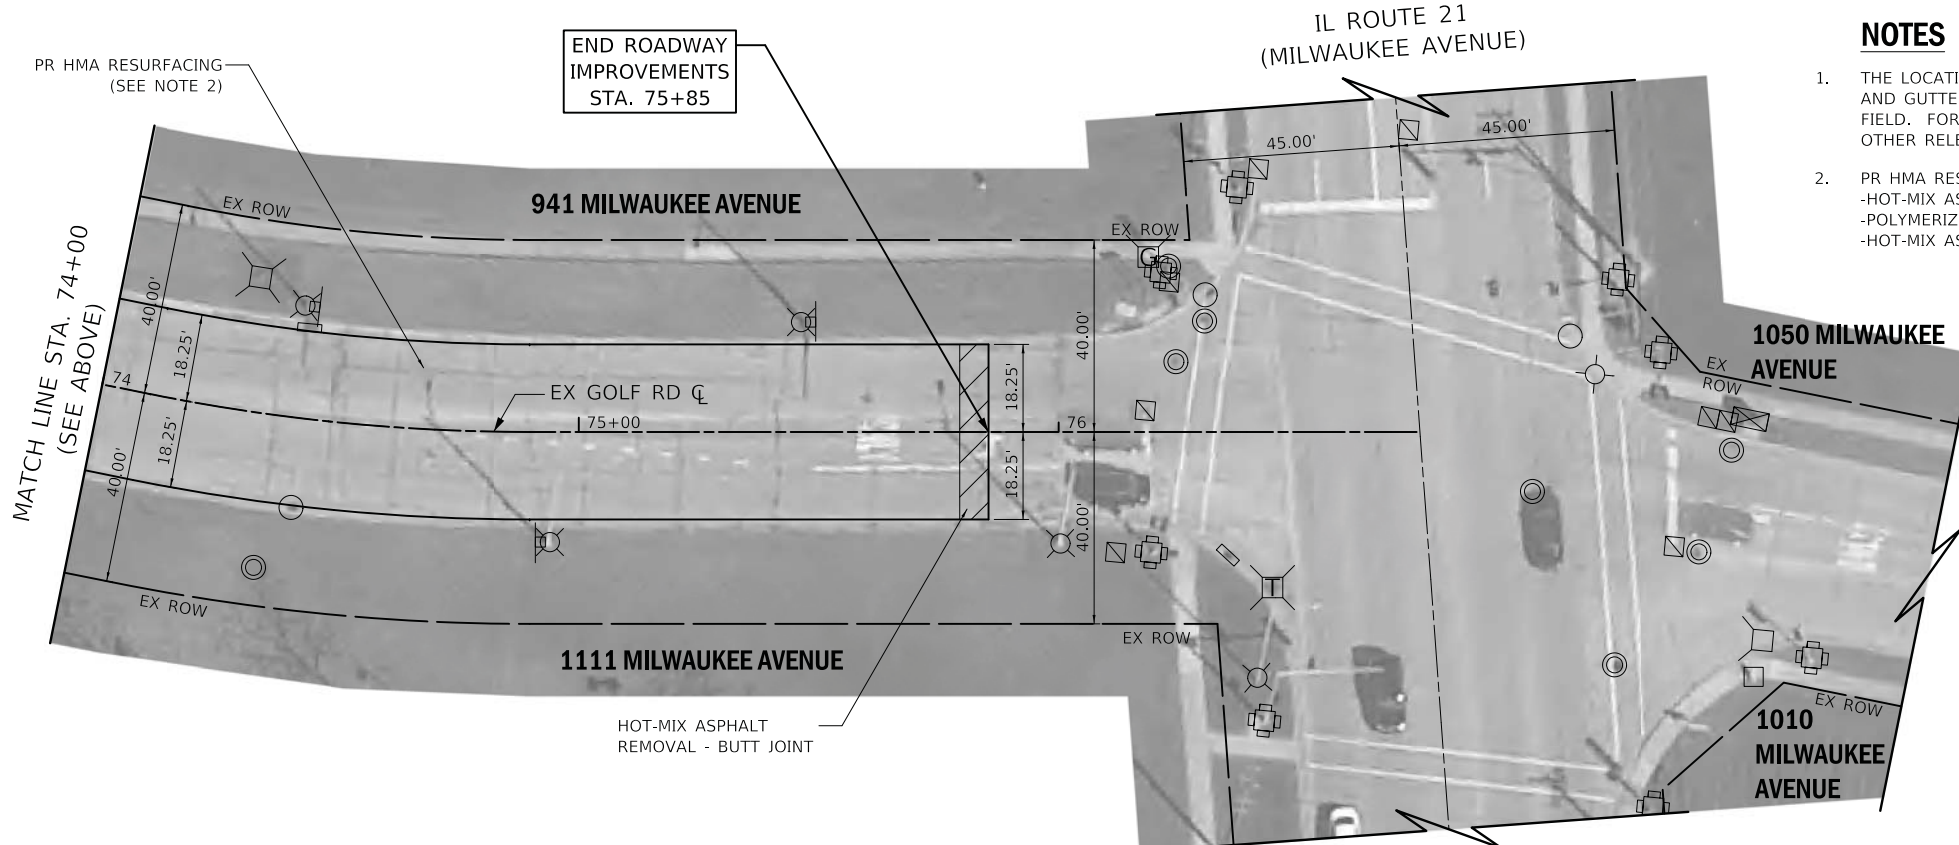 IL ROUTE 21
(MILWAUKEE AVENUE)
NOTES
1. THE LOCATI
AND GUTTE
FIELD. FOR
OTHER RELE
2. PR HMA RES
-HOT-MIX AS
-POLYMERIZ
-HOT-MIX AS
PR HMA RESURFACING
(SEE NOTE 2)
END ROADWAY
IMPROVEMENTS
STA. 75+85
45.00'
45.00'
EX ROW
941 MILWAUKEE AVENUE
EX ROW
MATCH LINE STA. 74+00
(SEE ABOVE)
40.00'
40.00'
18.25'
18.25'
74
EX GOLF RD CL
75+00
76
18.25'
18.25'
40.00'
40.00'
G
1050 MILWAUKEE
AVENUE
EX
ROW
EX ROW
1111 MILWAUKEE AVENUE
EX ROW
T
HOT-MIX ASPHALT
REMOVAL - BUTT JOINT
EX ROW
1010
MILWAUKEE
AVENUE